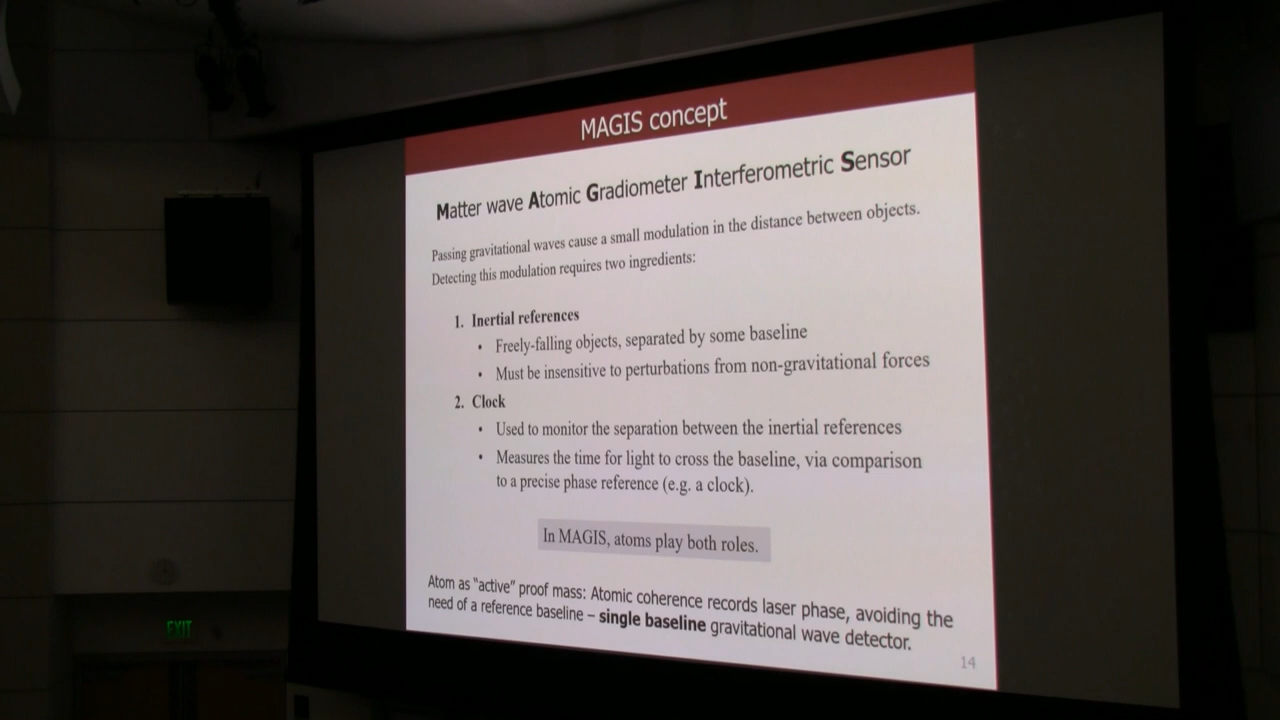 MAGIS concept
Matter wave Atomic Gradiometer Interferometric Sensor
Passing gravitational waves cause a small modulation in the distance between objects.
Detecting this modulation requires two ingredients:
1. Inertial references
• Freely-falling objects, separated by some baseline
• Must be insensitive to perturbations from non-gravitational forces
2. Clock
• Used to monitor the separation between the inertial references
• Measures the time for light to cross the baseline, via comparison
to a precise phase reference (e.g. a clock).
In MAGIS, atoms play both roles.
Atom as "active" proof mass: Atomic coherence records laser phase, avoiding the
need of a reference baseline – single baseline gravitational wave detector.
14
EXIT